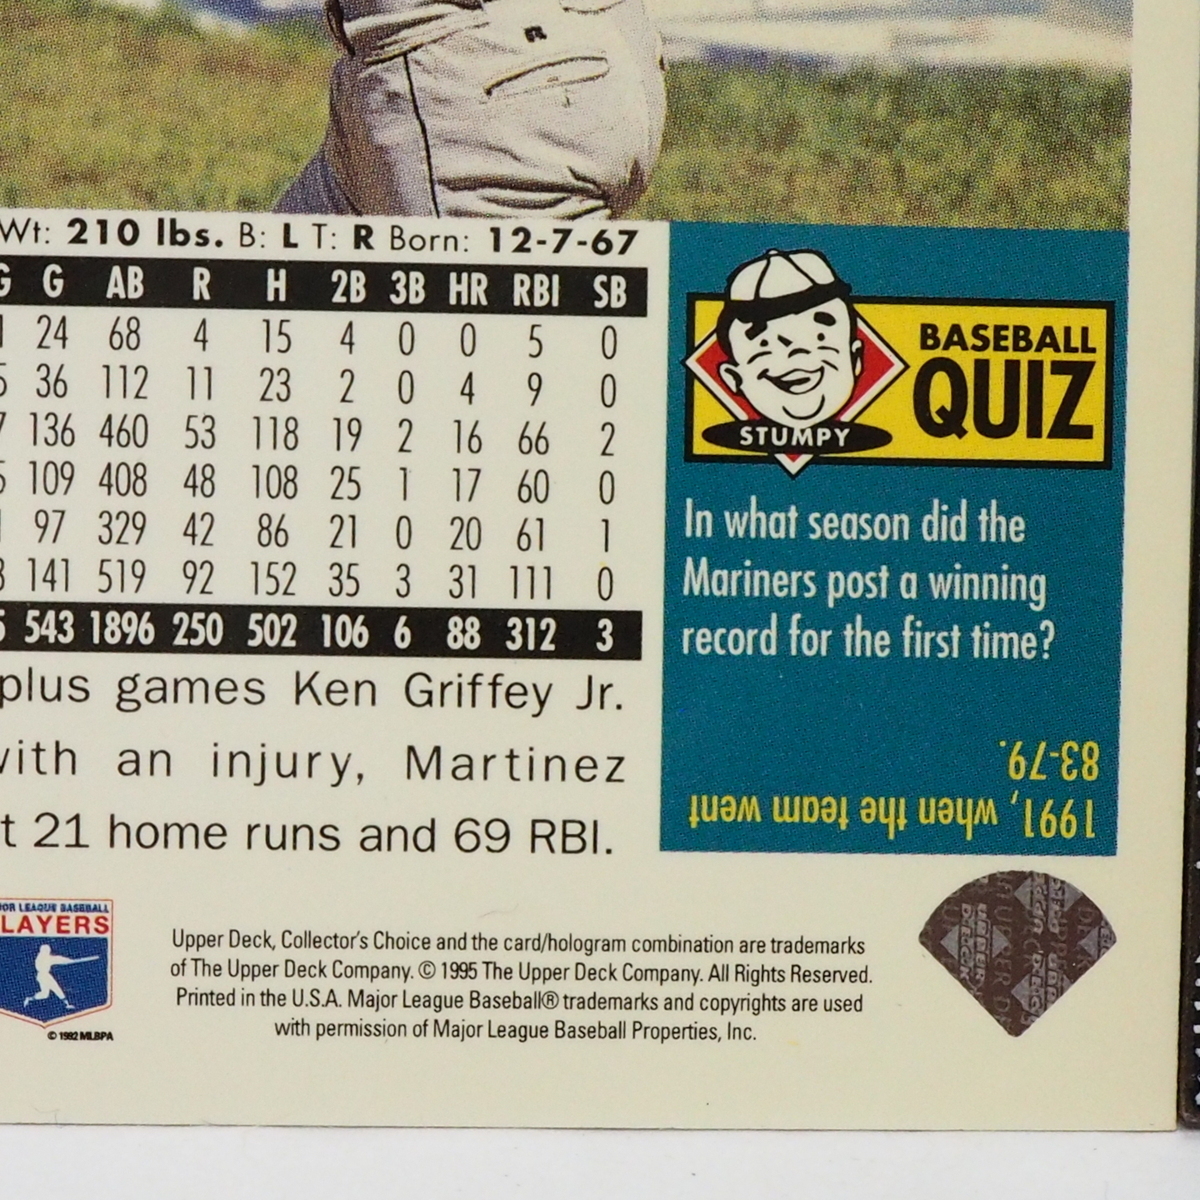 Wt: 210 lbs. B: L T: R Born: 12-7-67
G AB R H 2B 3B HR RBI SB
24 68 4 15 4 0 0 5 0
36 112 11 23 2 0 4 9 0
136 460 53 118 19 2 16 66 2
109 408 48 108 25 1 17 60 0
97 329 42 86 21 0 20 61 1
141 519 92 152 35 3 31 111 0
543 1896 250 502 106 6 88 312 3
plus games Ken Griffey Jr.
with an injury, Martinez
t 21 home runs and 69 RBI.
STUMPY
BASEBALL
QUIZ
In what season did the
Mariners post a winning
record for the first time?
1991, when the team went
83-79.
OR LEAGUE BASEBALL
LAYERS
© 1992 MLBPA
Upper Deck, Collector's Choice and the card/hologram combination are trademarks
of The Upper Deck Company. © 1995 The Upper Deck Company. All Rights Reserved.
Printed in the U.S.A. Major League Baseball® trademarks and copyrights are used
with permission of Major League Baseball Properties, Inc.